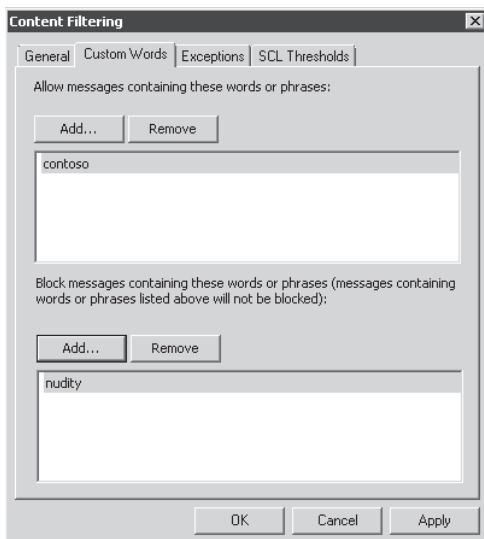 Content Filtering
General Custom Words Exceptions SCL Thresholds
Allow messages containing these words or phrases:
Add... Remove
contoso
Block messages containing these words or phrases (messages containing
words or phrases listed above will not be blocked):
Add... Remove
nudity
OK Cancel Apply